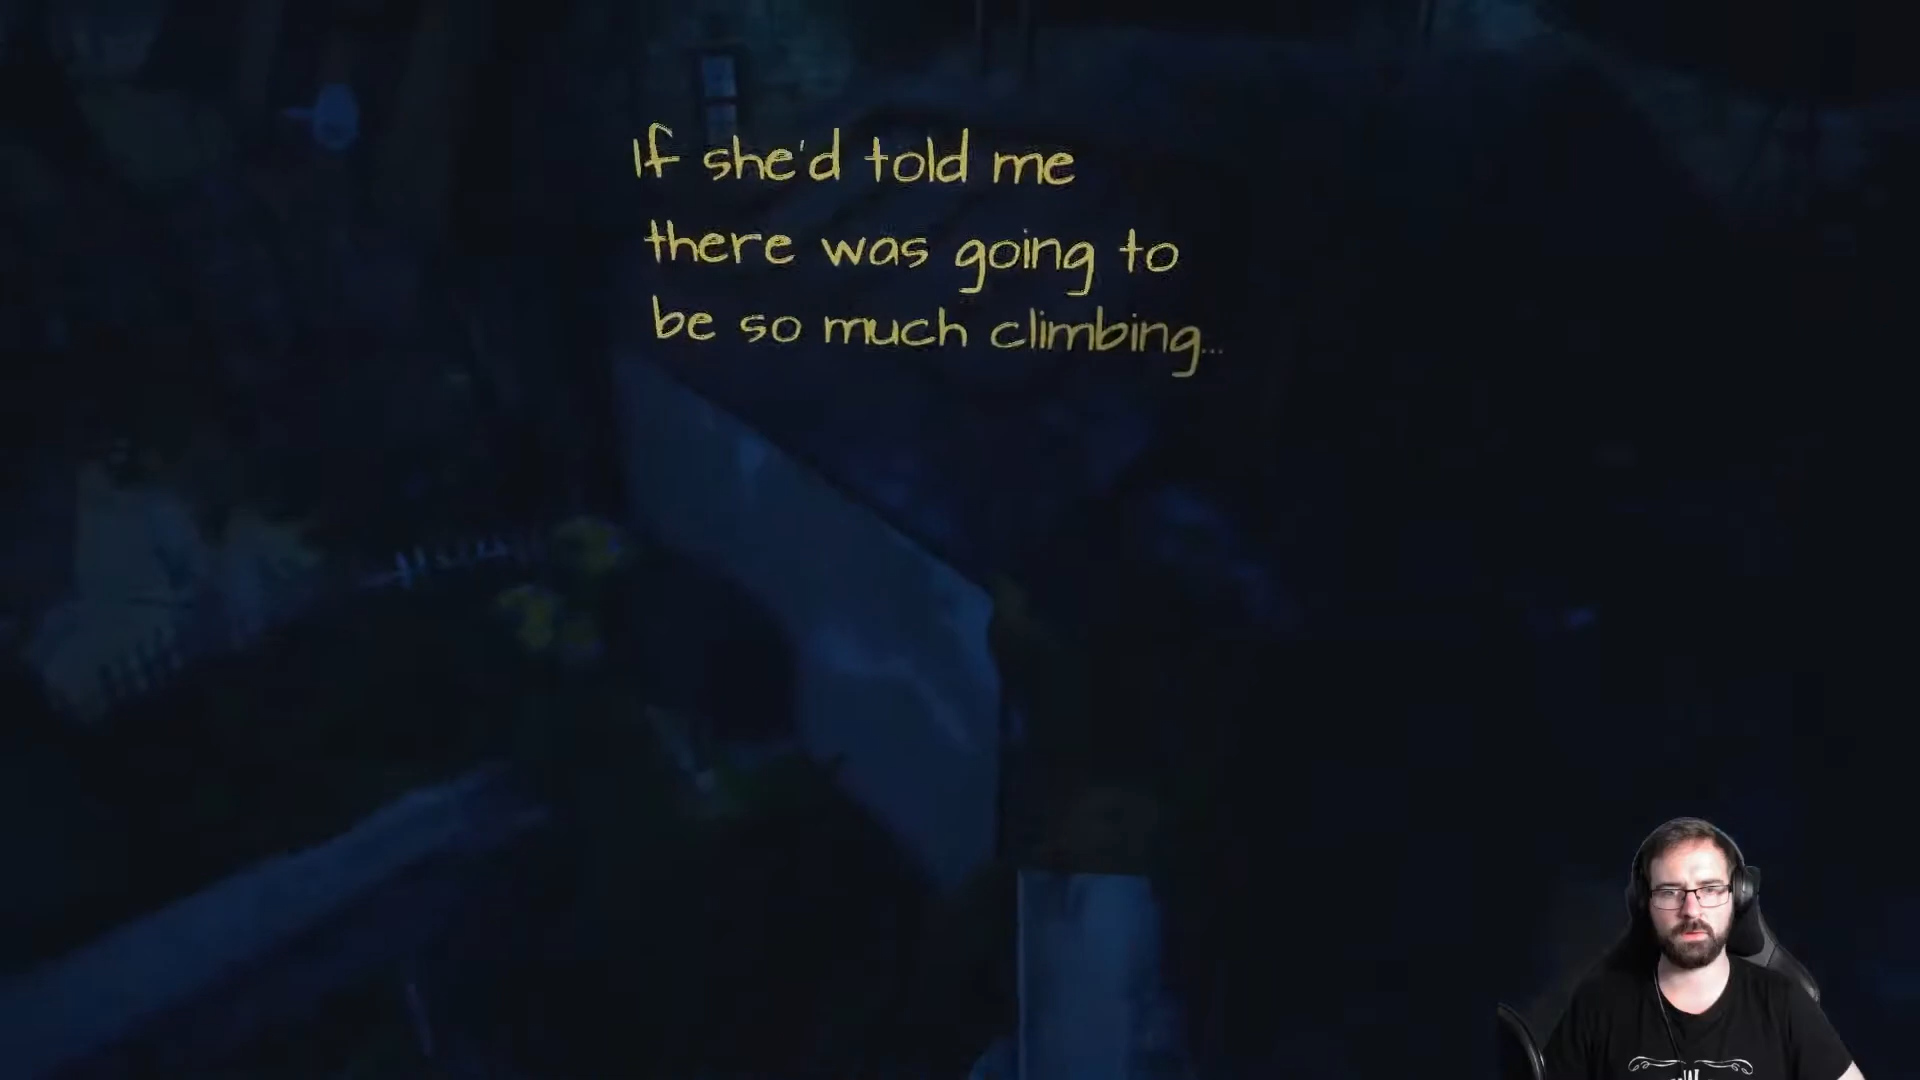 If she'd told me
there was going to
be so much climbing...